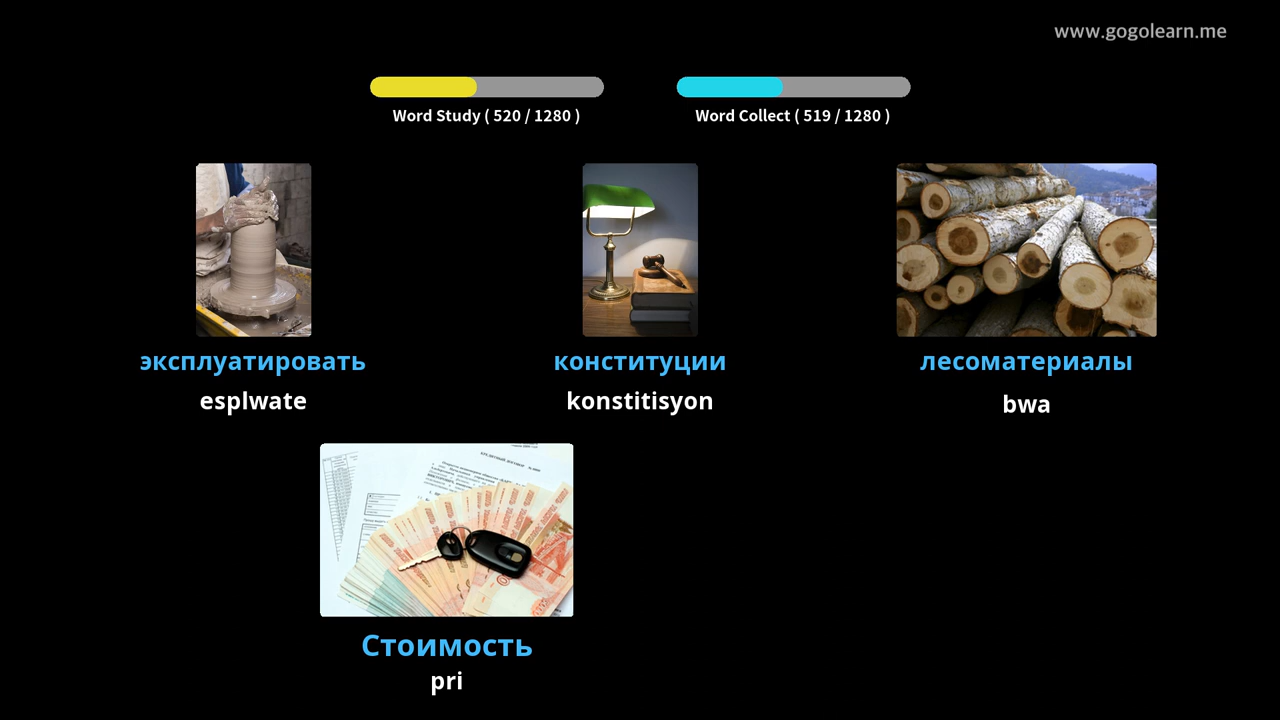 www.gogolearn.me
Word Study ( 520 / 1280 )
Word Collect ( 519 / 1280 )
эксплуатировать
esplwate
конституции
konstitisyon
лесоматериалы
bwa
Стоимость
pri